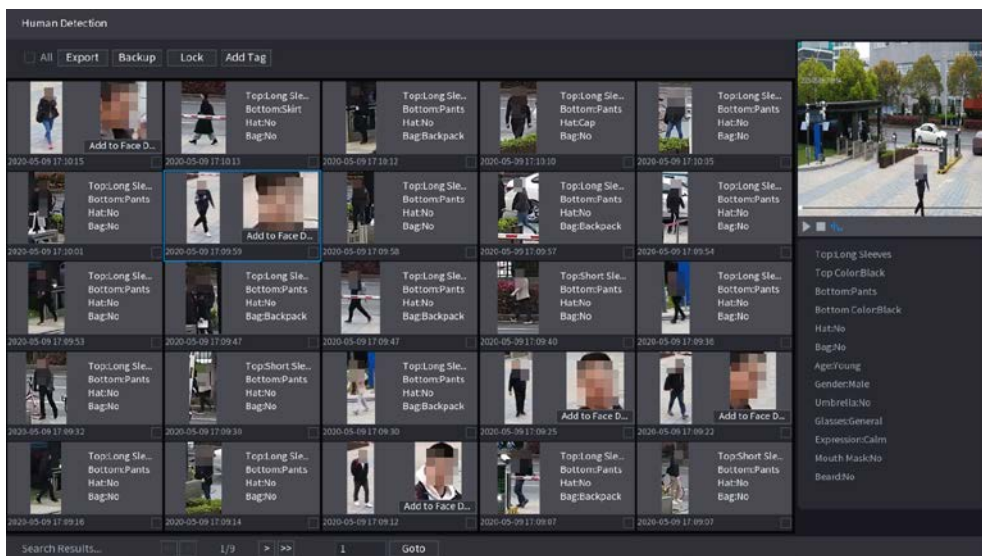 Human Detection
All Export Backup Lock Add Tag
Add to Face D...
2020-05-09 17:10:15
Top:Long Sle...
Bottom:Skirt
Hat:No
Bag:No
2020-05-09 17:10:13
Top:Long Sle...
Bottom:Pants
Hat:No
Bag:Backpack
2020-05-09 17:10:12
Top:Long Sle...
Bottom:Pants
Hat:Cap
Bag:No
2020-05-09 17:10:10
Top:Long Sle...
Bottom:Pants
Hat:No
Bag:No
Top:Long Sle...
Bottom:Pants
Hat:No
Bag:No
2020-05-09 17:10:01
Add to Face D...
2020-05-09 17:09:59
Top:Long Sle...
Bottom:Pants
Hat:No
Bag:No
2020-05-09 17:09:58
Top:Long Sle...
Bottom:Pants
Hat:No
Bag:Backpack
2020-05-09 17:09:57
Top:Long Sle...
Bottom:Pants
Hat:No
Bag:No
2020-05-09 17:09:54
Top:Long Sle...
Bottom:Pants
Hat:No
Bag:No
2020-05-09 17:09:53
Top:Long Sle...
Bottom:Pants
Hat:No
Bag:Backpack
2020-05-09 17:09:47
Top:Long Sle...
Bottom:Pants
Hat:No
Bag:Backpack
2020-05-09 17:09:47
Top:Short Sle...
Bottom:Pants
Hat:No
Bag:No
2020-05-09 17:09:40
Top:Long Sle...
Bottom:Pants
Hat:No
Bag:No
2020-05-09 17:09:36
Top:Long Sle...
Bottom:Pants
Hat:No
Bag:No
2020-05-09 17:09:32
Top:Short Sle...
Bottom:Pants
Hat:No
Bag:No
2020-05-09 17:09:30
Top:Long Sle...
Bottom:Pants
Hat:No
Bag:Backpack
2020-05-09 17:09:30
Add to Face D...
2020-05-09 17:09:25
Add to Face D...
2020-05-09 17:09:22
Top:Long Sle...
Bottom:Pants
Hat:No
Bag:No
2020-05-09 17:09:16
Top:Long Sle...
Bottom:Pants
Hat:No
Bag:No
2020-05-09 17:09:14
Add to Face D...
2020-05-09 17:09:12
Top:Long Sle...
Bottom:Pants
Hat:No
Bag:Backpack
2020-05-09 17:09:07
Top:Short Sle...
Bottom:Pants
Hat:No
Bag:No
2020-05-09 17:09:07
Top:Long Sleeves
Top Color:Black
Bottom:Pants
Bottom Color:Black
Hat:No
Bag:No
Age:Young
Gender:Male
Umbrella:No
Glasses:General
Expression:Calm
Mouth Mask:No
Beard:No
Search Results... 1/9 > >> 1 Goto